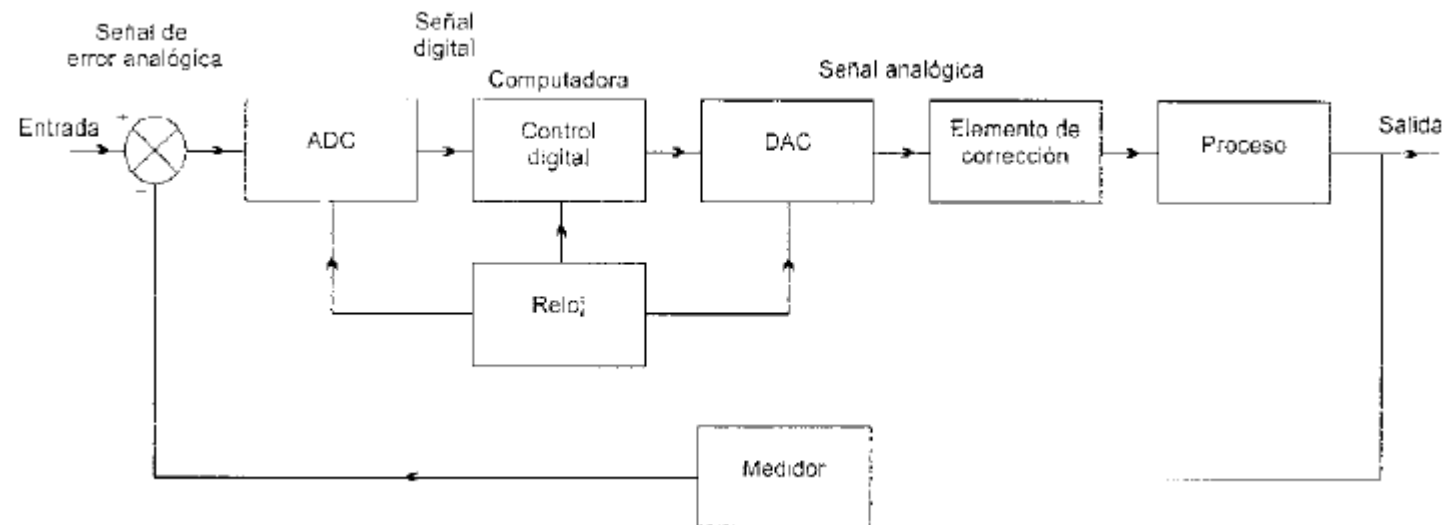 Señal de
error analógica
Señal
digital
Computadora
Señal analógica
Entrada
+
−
ADC
Control
digital
DAC
Elemento de
corrección
Proceso
Salida
Reloj
Medidor